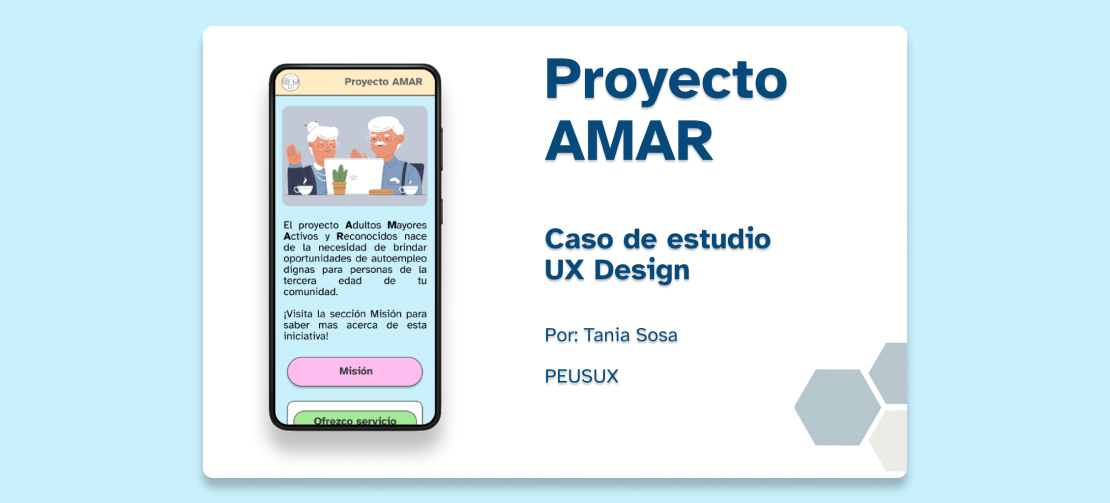 Proyecto AMAR
El proyecto Adultos Mayores
Activos y Reconocidos nace
de la necesidad de brindar
oportunidades de autoempleo
dignas para personas de la
tercera edad de tu
comunidad.
¡Visita la sección Misión para
saber mas acerca de esta
iniciativa!
Misión
Ofrezco servicio
Proyecto
AMAR
Caso de estudio
UX Design
Por: Tania Sosa
PEUSUX